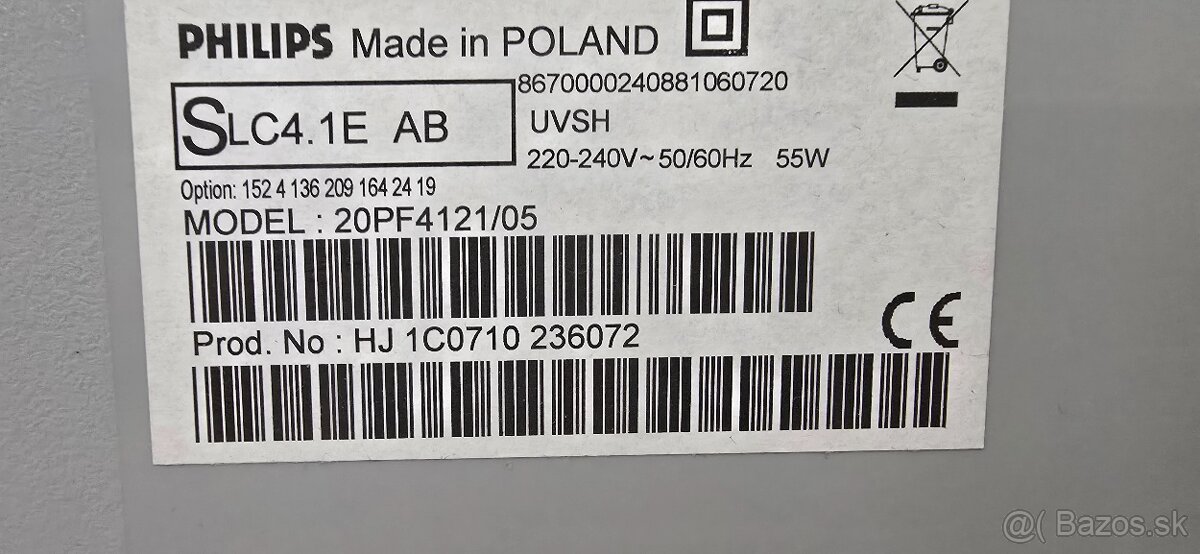 PHILIPS Made in POLAND
8670000240881060720
SLC4.1E AB
UVSH
220-240V~50/60Hz 55W
Option: 152 4 136 209 164 24 19
MODEL : 20PF4121/05
CE
Prod. No : HJ 1C0710 236072
@( Bazos.sk